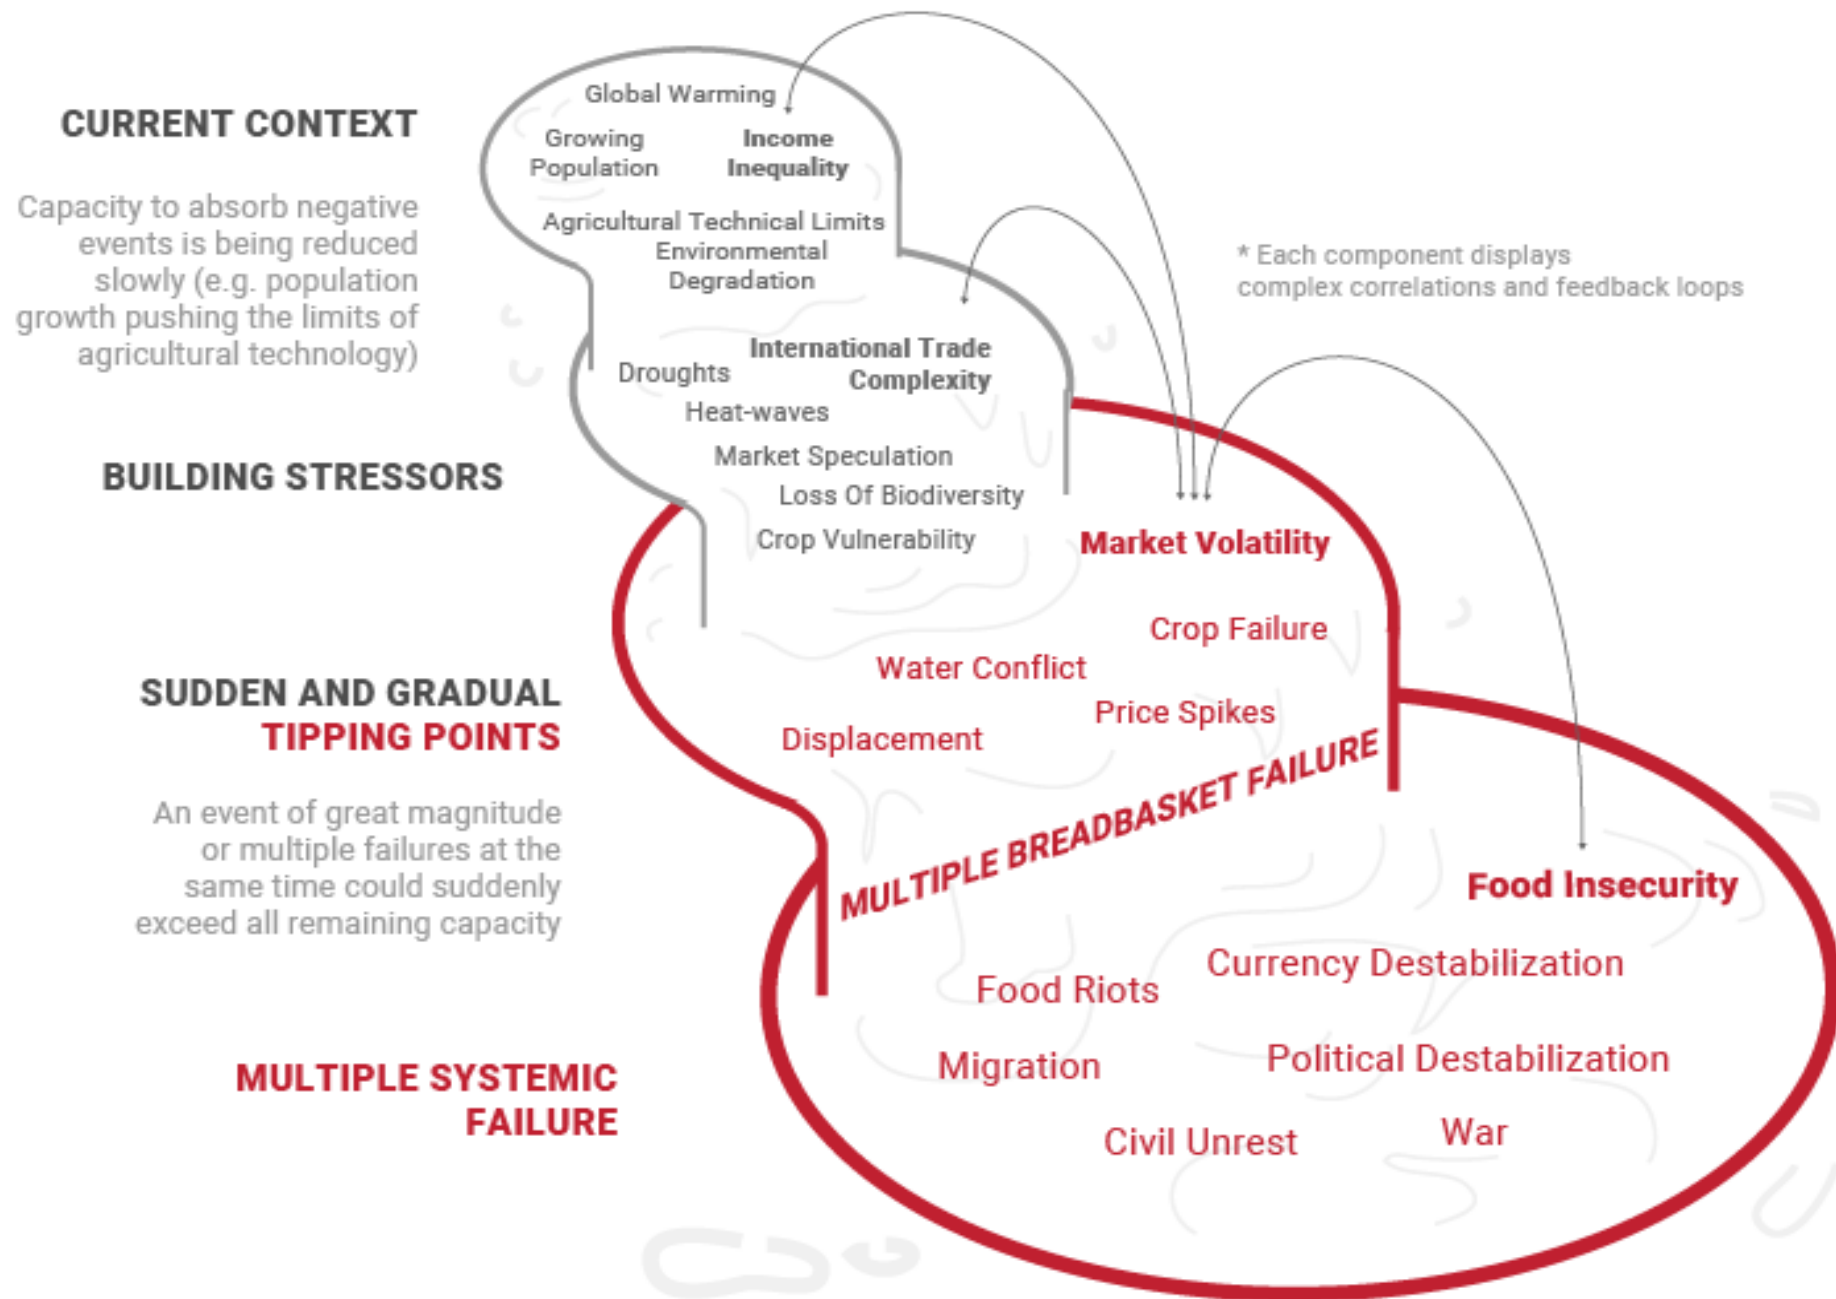 CURRENT CONTEXT
Capacity to absorb negative
events is being reduced
slowly (e.g. population
growth pushing the limits of
agricultural technology)
Global Warming
Growing
Population
Income
Inequality
Agricultural Technical Limits
Environmental
Degradation
* Each component displays
complex correlations and feedback loops
BUILDING STRESSORS
International Trade
Complexity
Droughts
Heat-waves
Market Speculation
Loss Of Biodiversity
Crop Vulnerability
SUDDEN AND GRADUAL
TIPPING POINTS
An event of great magnitude
or multiple failures at the
same time could suddenly
exceed all remaining capacity
Market Volatility
Crop Failure
Water Conflict
Price Spikes
Displacement
MULTIPLE BREADBASKET FAILURE
MULTIPLE SYSTEMIC
FAILURE
Food Insecurity
Currency Destabilization
Food Riots
Political Destabilization
Migration
War
Civil Unrest